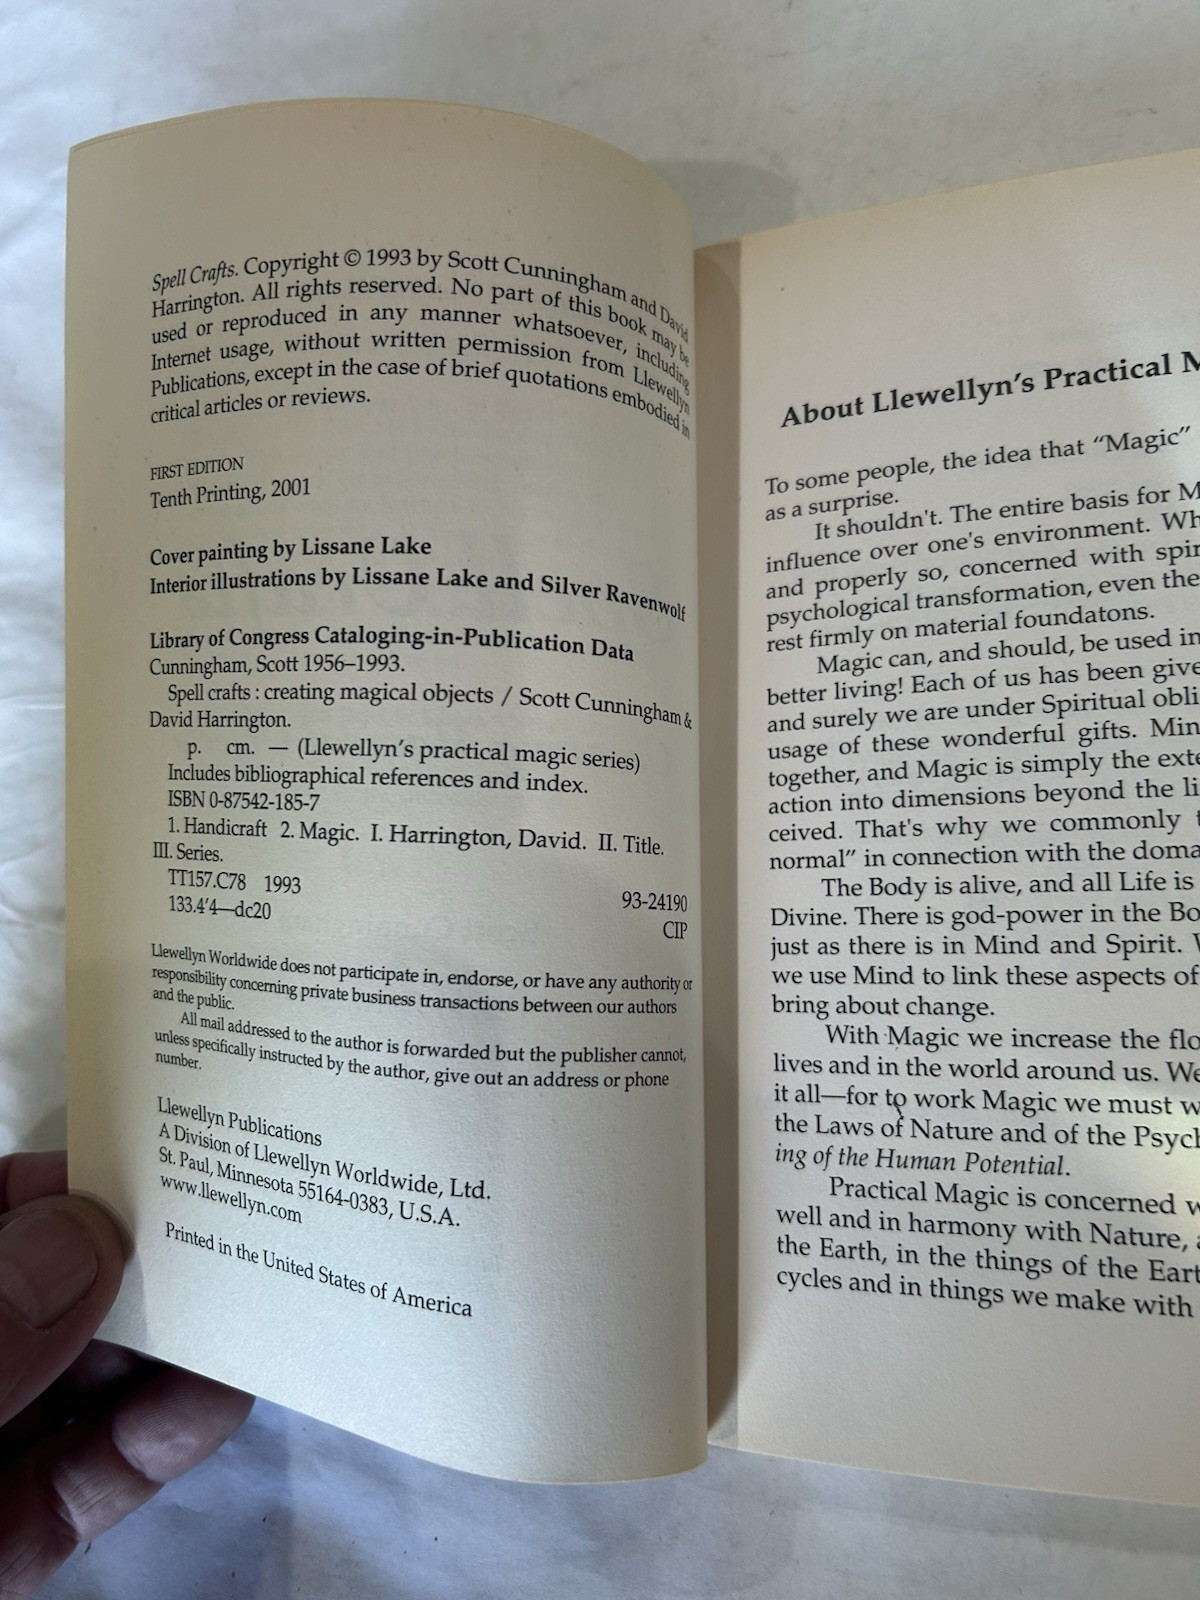 Spell Crafts. Copyright © 1993 by Scott Cunningham and David
Harrington. All rights reserved. No part of this book may be
used or reproduced in any manner whatsoever, including
Internet usage, without written permission from Llewellyn
Publications, except in the case of brief quotations embodied in
critical articles or reviews.
FIRST EDITION
Tenth Printing, 2001
Cover painting by Lissane Lake
Interior illustrations by Lissane Lake and Silver Ravenwolf
Library of Congress Cataloging-in-Publication Data
Cunningham, Scott 1956–1993.
Spell crafts : creating magical objects / Scott Cunningham &
David Harrington.
p. cm. — (Llewellyn's practical magic series)
Includes bibliographical references and index.
ISBN 0-87542-185-7
1. Handicraft 2. Magic. I. Harrington, David. II. Title.
III. Series.
TT157.C78 1993
133.4'4—dc20
93-24190
CIP
Llewellyn Worldwide does not participate in, endorse, or have any authority or
responsibility concerning private business transactions between our authors
and the public.
All mail addressed to the author is forwarded but the publisher cannot,
unless specifically instructed by the author, give out an address or phone
number.
Llewellyn Publications
A Division of Llewellyn Worldwide, Ltd.
St. Paul, Minnesota 55164-0383, U.S.A.
www.llewellyn.com
Printed in the United States of America
About Llewellyn's Practical M
To some people, the idea that “Magic”
as a surprise.
It shouldn't. The entire basis for M
influence over one's environment. Wh
and properly so, concerned with spir
psychological transformation, even the
rest firmly on material foundatons.
Magic can, and should, be used in
better living! Each of us has been give
and surely we are under Spiritual obli
usage of these wonderful gifts. Min
together, and Magic is simply the exte
action into dimensions beyond the li
ceived. That's why we commonly t
normal” in connection with the doma
The Body is alive, and all Life is
Divine. There is god-power in the Bo
just as there is in Mind and Spirit. W
we use Mind to link these aspects of
bring about change.
With Magic we increase the flo
lives and in the world around us. We
it all—for to work Magic we must w
the Laws of Nature and of the Psych
ing of the Human Potential.
Practical Magic is concerned w
well and in harmony with Nature, a
the Earth, in the things of the Eart
cycles and in things we make with